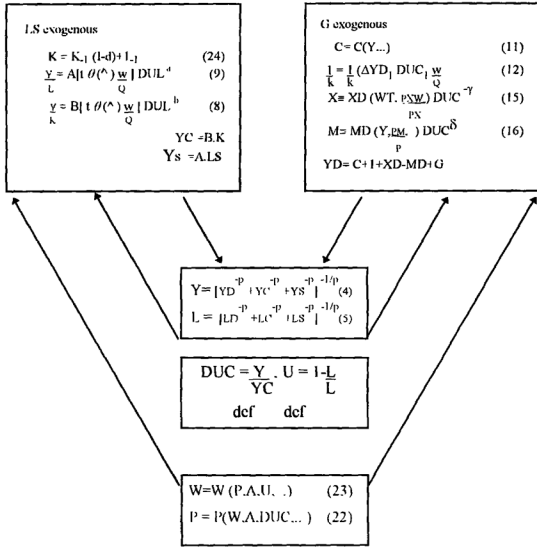 LS exogenous
K = K₋₁ (1-d)+I₋₁ (24)
Y/L = A[t θ(^) w/Q] DUL^a (9)
Y/K = B[t θ(^) w/Q] DUL^b (8)
YC =B.K
YS =A.LS
G exogenous
C= C(Y...) (11)
I/k = I/k (ΔYD₁ DUC₁ w/Q (12)
X≡ XD (WT. PXW/PX) DUC^-γ (15)
M= MD (Y, PM/P) DUC^δ (16)
YD= C+I+XD-MD+G
Y= [YD^-p +YC^-p +YS^-p]^-1/p (4)
L = [LD^-p +LC^-p +LS^-p]^-1/p (5)
DUC = Y/YC. U = 1-L/L
def def
W=W (P.A.U...) (23)
P = P(W.A.DUC...) (22)